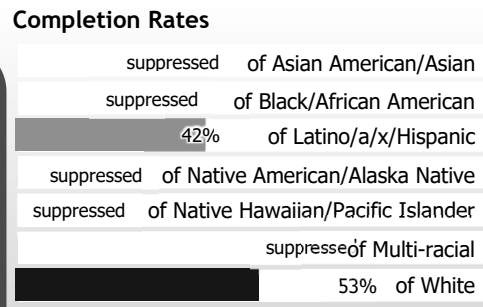 Completion Rates
suppressed of Asian American/Asian
suppressed of Black/African American
42% of Latino/a/x/Hispanic
suppressed of Native American/Alaska Native
suppressed of Native Hawaiian/Pacific Islander
suppressed of Multi-racial
53% of White